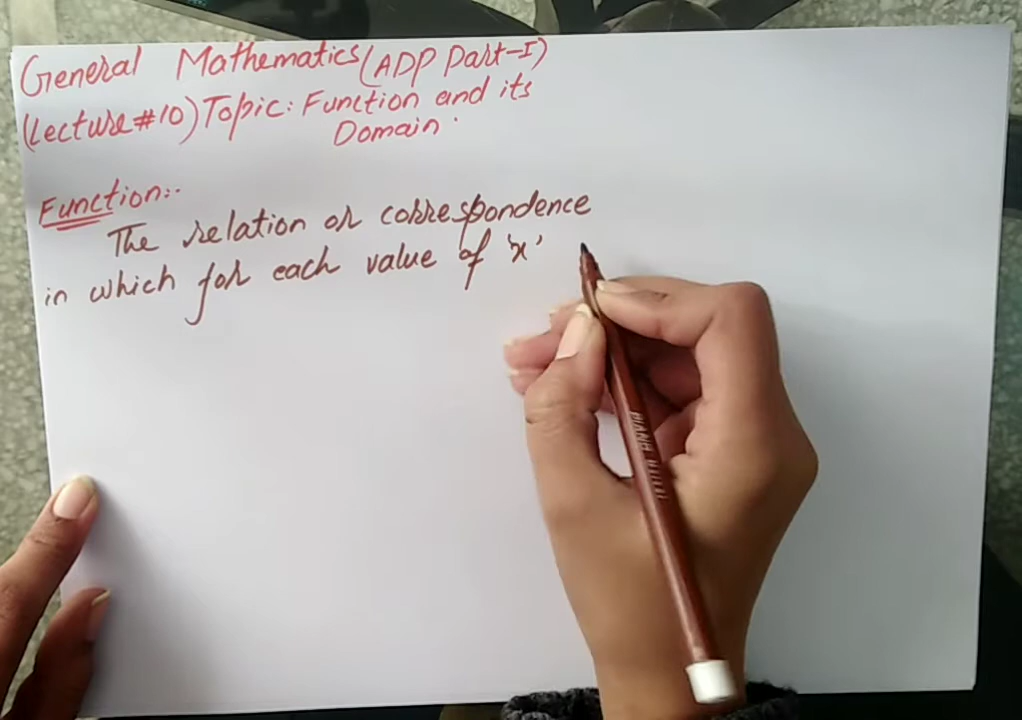 General Mathematics (ADP Part-I)
(Lecture #10) Topic: Function and its
Domain.
Function:-
The relation or correspondence
in which for each value of 'x'